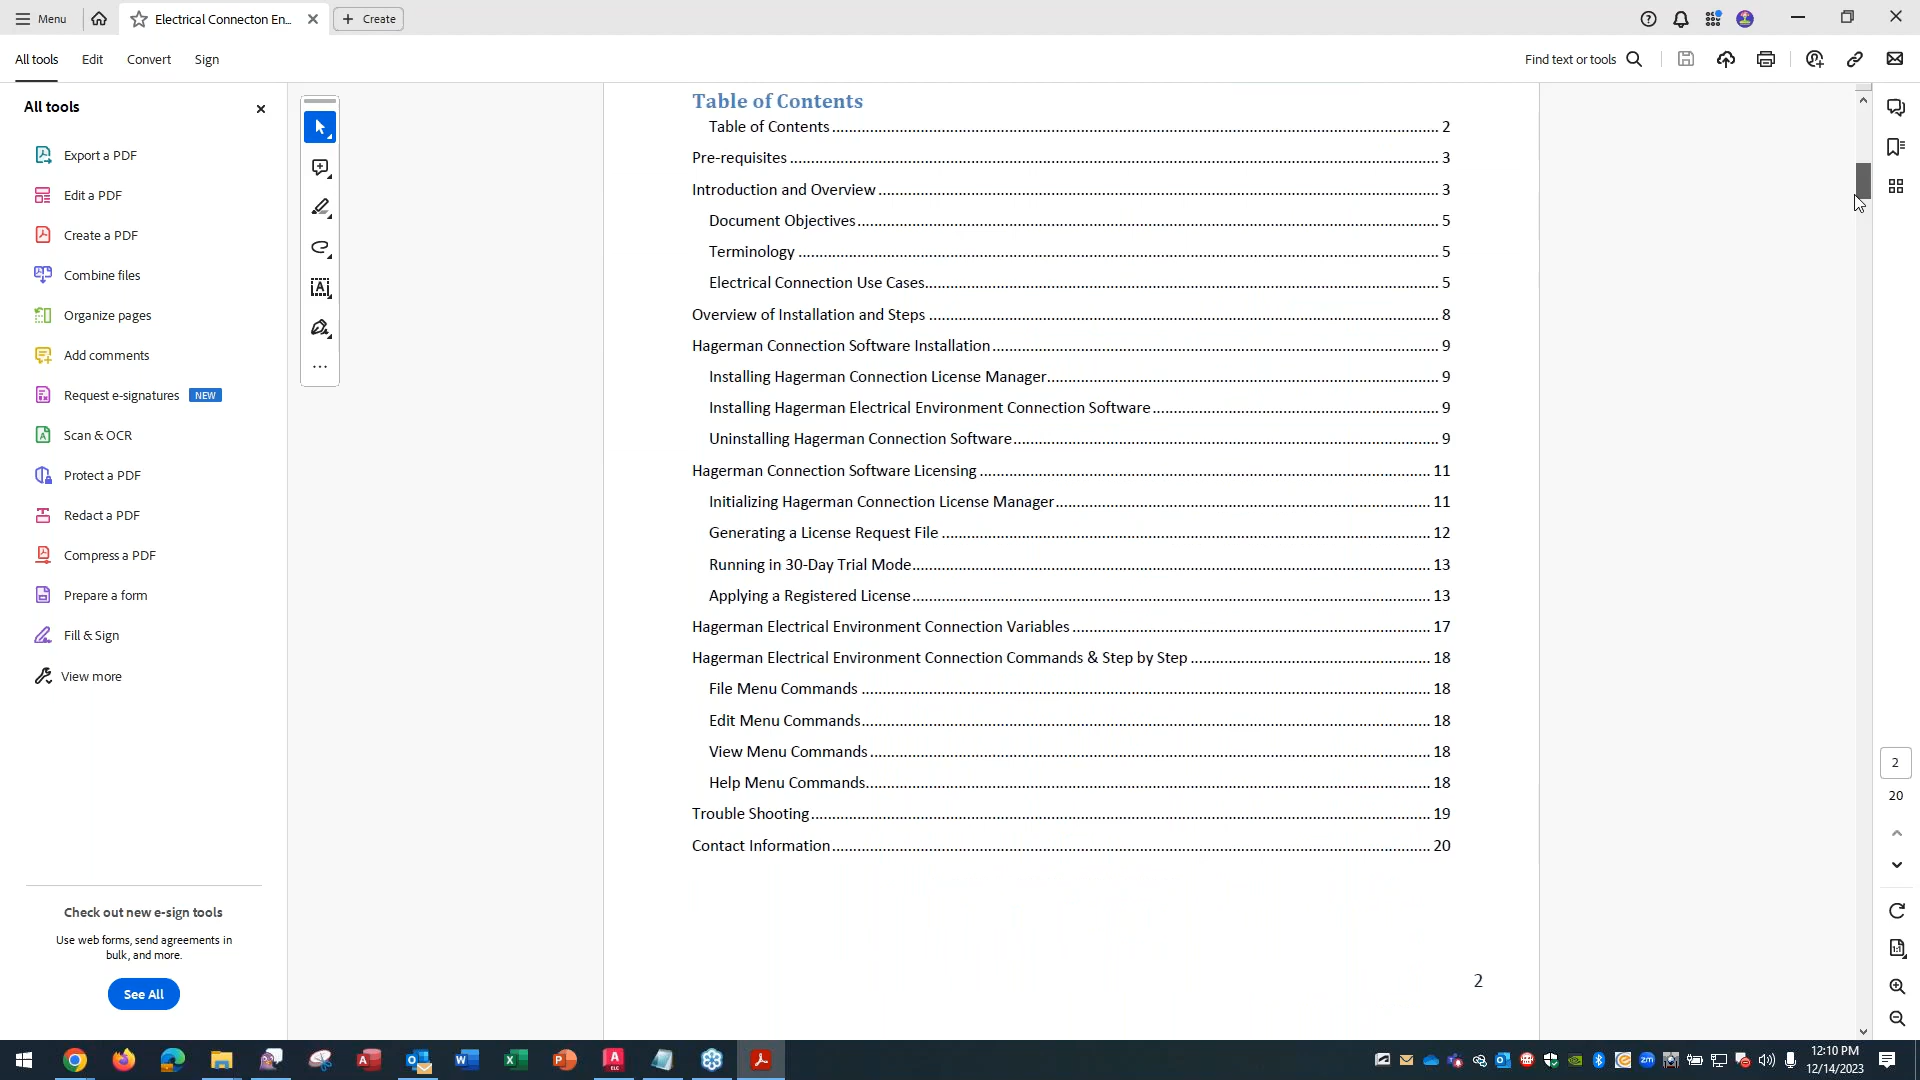 Menu
Electrical Connecton En...
Create
All tools
Edit
Convert
Sign
Find text or tools
All tools
Export a PDF
Edit a PDF
Create a PDF
Combine files
Organize pages
Add comments
Request e-signatures NEW
Scan & OCR
Protect a PDF
Redact a PDF
Compress a PDF
Prepare a form
Fill & Sign
View more
Check out new e-sign tools
Use web forms, send agreements in
bulk, and more.
See All
Table of Contents
Table of Contents 2
Pre-requisites 3
Introduction and Overview 3
Document Objectives 5
Terminology 5
Electrical Connection Use Cases 5
Overview of Installation and Steps 8
Hagerman Connection Software Installation 9
Installing Hagerman Connection License Manager 9
Installing Hagerman Electrical Environment Connection Software 9
Uninstalling Hagerman Connection Software 9
Hagerman Connection Software Licensing 11
Initializing Hagerman Connection License Manager 11
Generating a License Request File 12
Running in 30-Day Trial Mode 13
Applying a Registered License 13
Hagerman Electrical Environment Connection Variables 17
Hagerman Electrical Environment Connection Commands & Step by Step 18
File Menu Commands 18
Edit Menu Commands 18
View Menu Commands 18
Help Menu Commands 18
Trouble Shooting 19
Contact Information 20
2
2
20
12:10 PM
12/14/2023